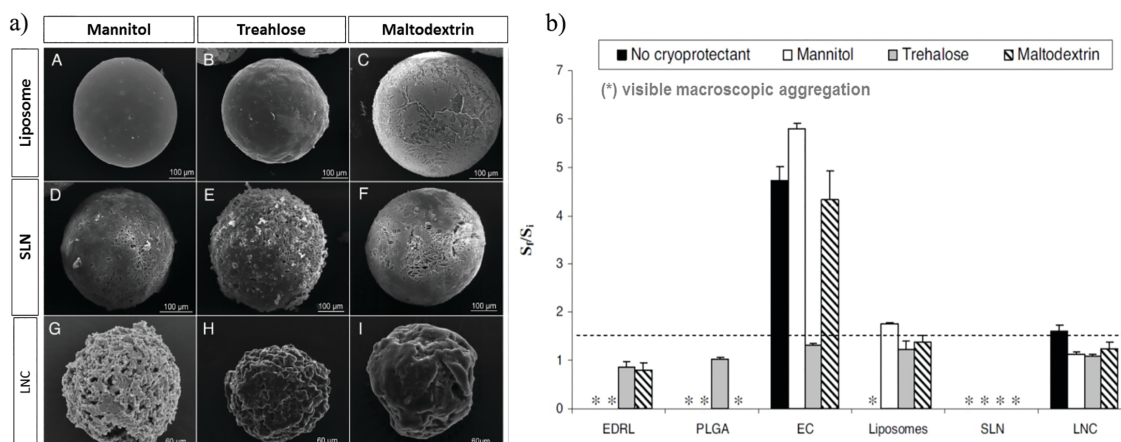 a)
Mannitol
Treahlose
Maltodextrin
Liposome
A
100 µm
B
100 µm
C
100 µm
SLN
D
100 µm
E
100 µm
F
100 µm
LNC
G
60 µm
H
60 µm
I
60 µm
b)
No cryoprotectant Mannitol Trehalose Maltodextrin
(*) visible macroscopic aggregation
Sf/Si
7
6
5
4
3
2
1
0
* * * * * * * * * *
EDRL PLGA EC Liposomes SLN LNC